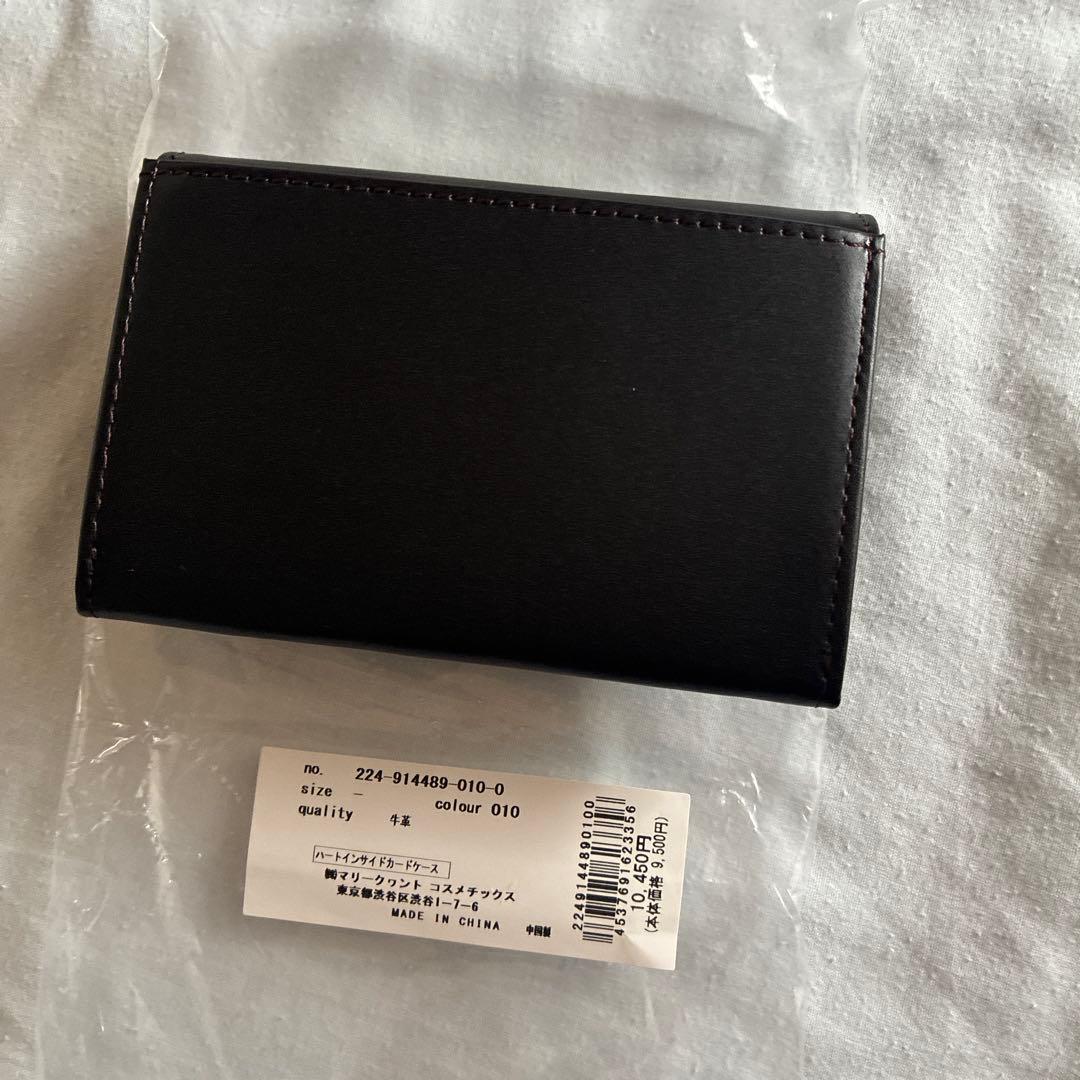 no. 224-914489-010-0
size — colour 010
quality 牛革
ハートインサイドカードケース
㈱マリークヮント コスメチックス
東京都渋谷区渋谷1-7-6
MADE IN CHINA 中国製
2249144890100
4537691623356
10,450円
(本体価格 9,500円)